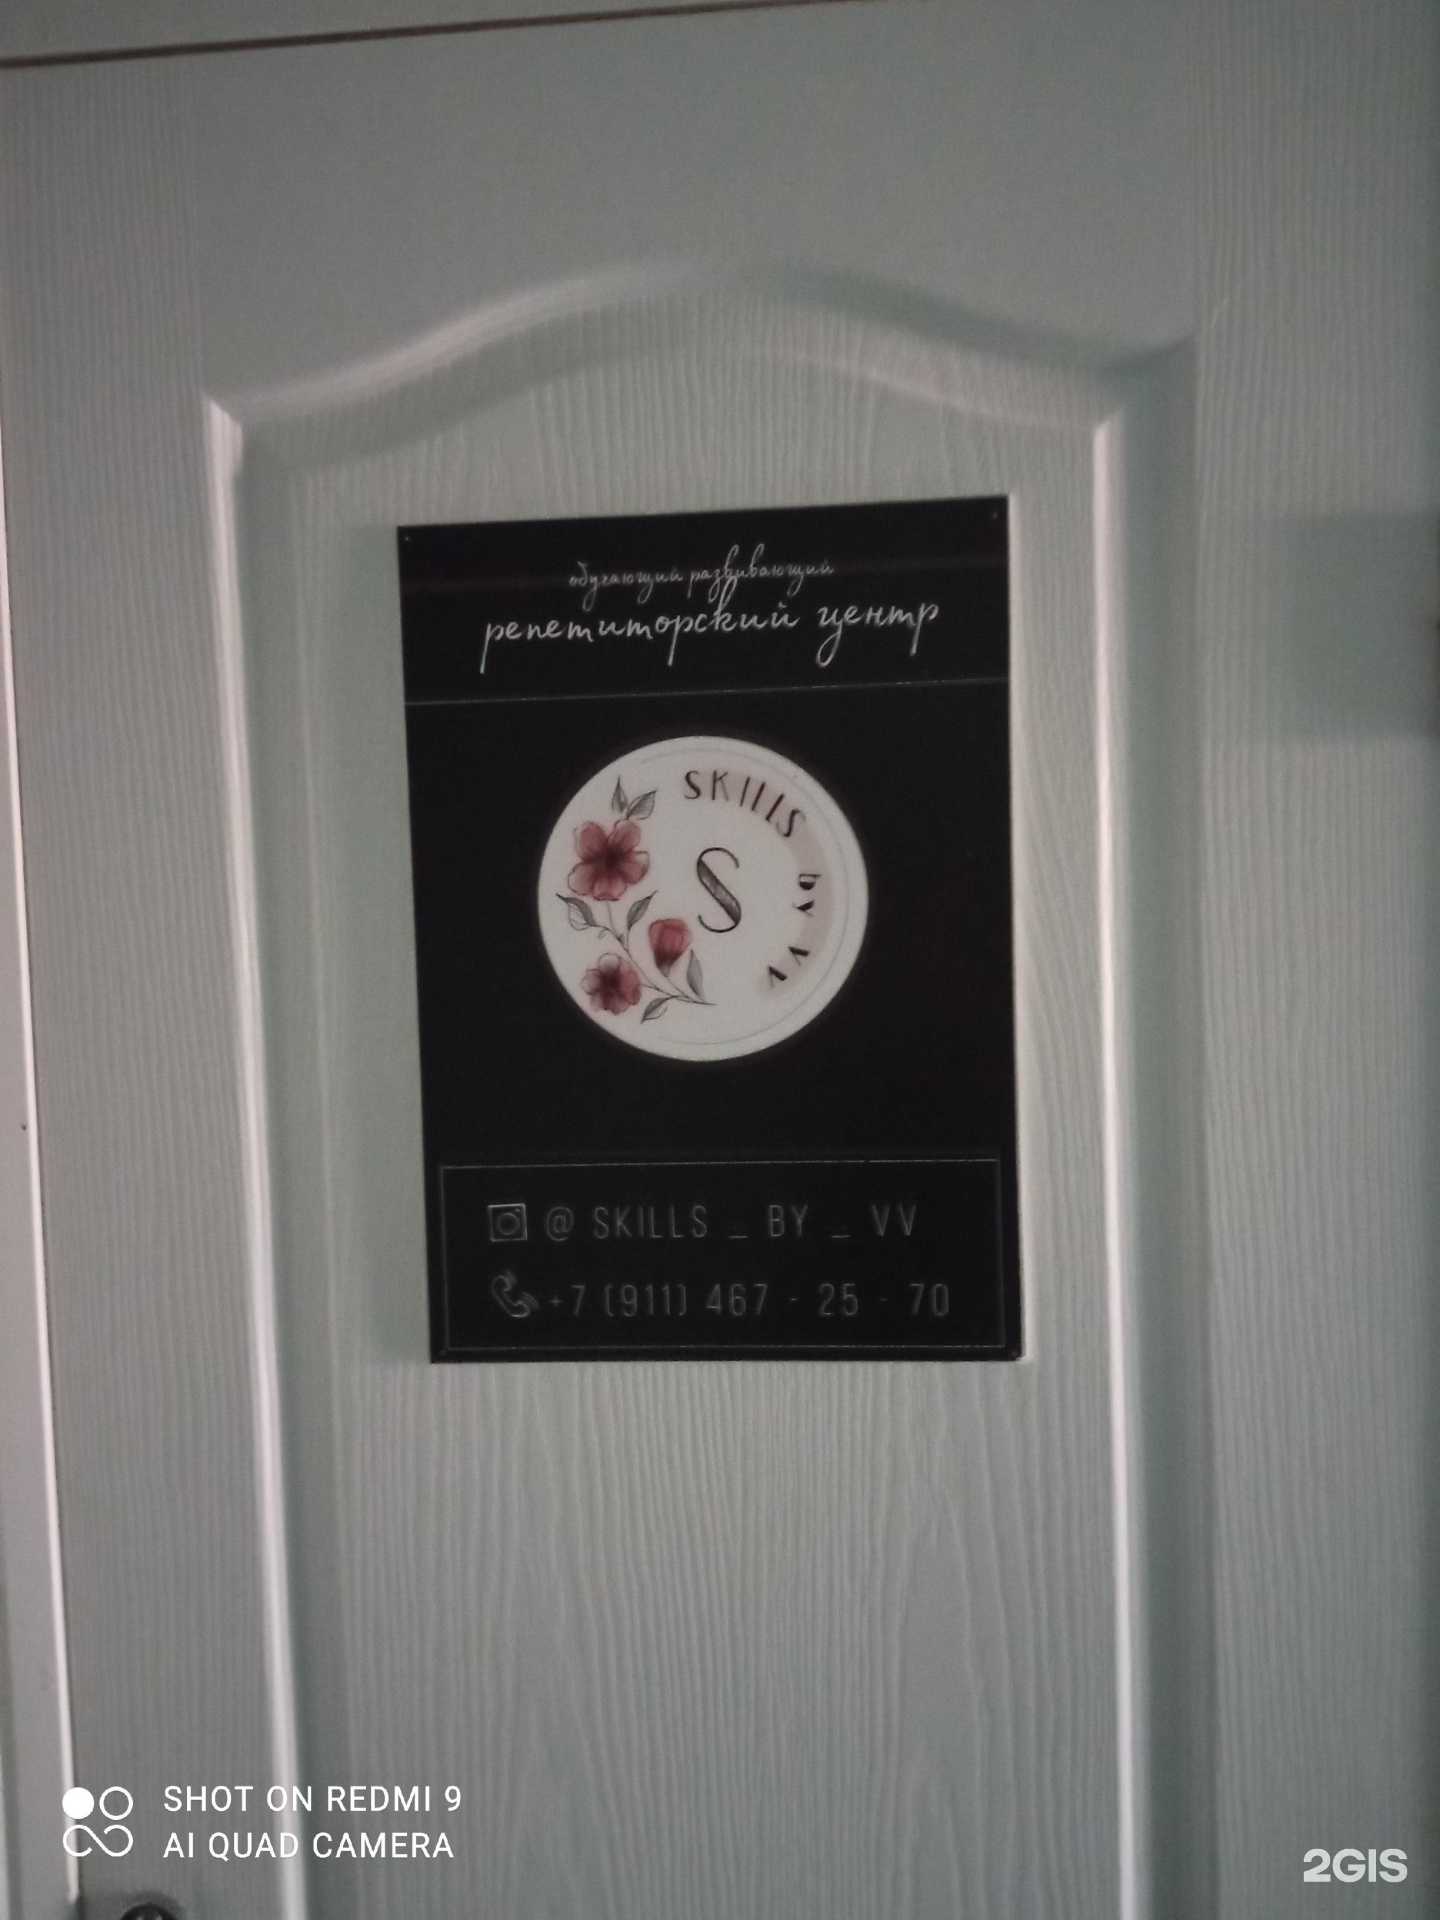 обучающий развивающий
репетиторский центр
SKILLS by VV
S
@ SKILLS _ BY _ VV
+7 (911) 467 - 25 - 70
SHOT ON REDMI 9
AI QUAD CAMERA
2GIS